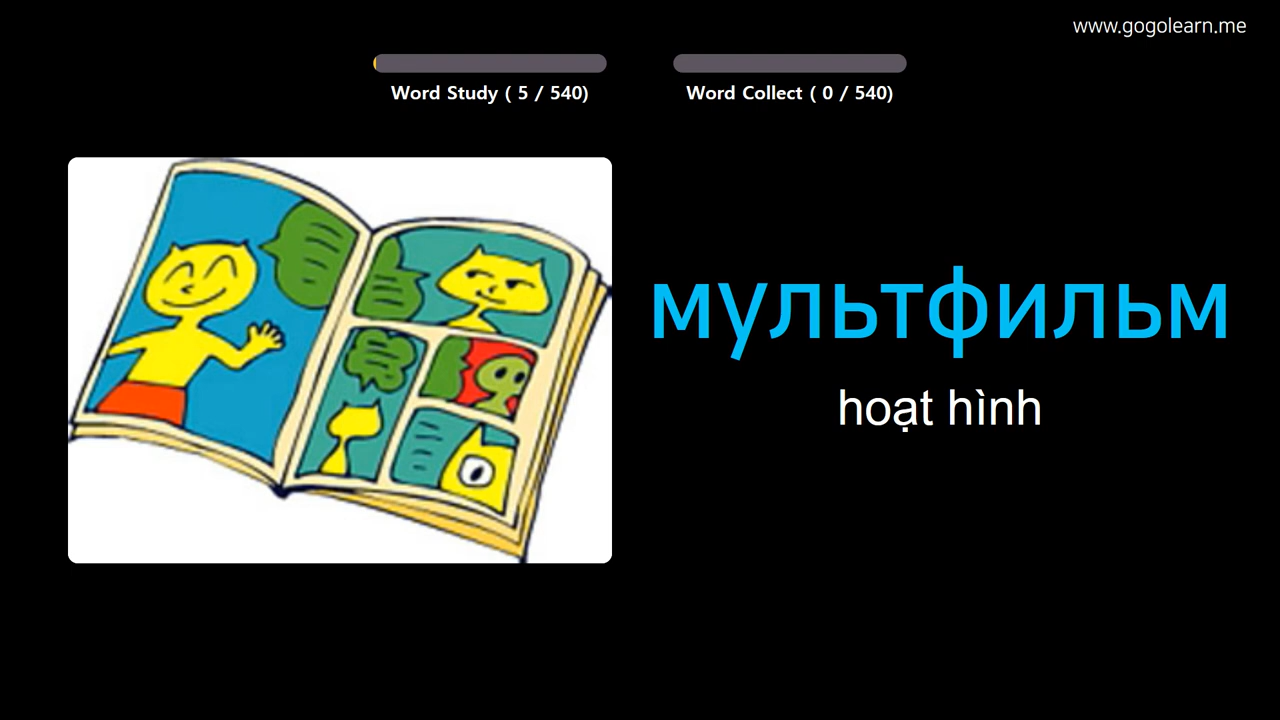 www.gogolearn.me
Word Study ( 5 / 540)
Word Collect ( 0 / 540)
мультфильм
hoạt hình